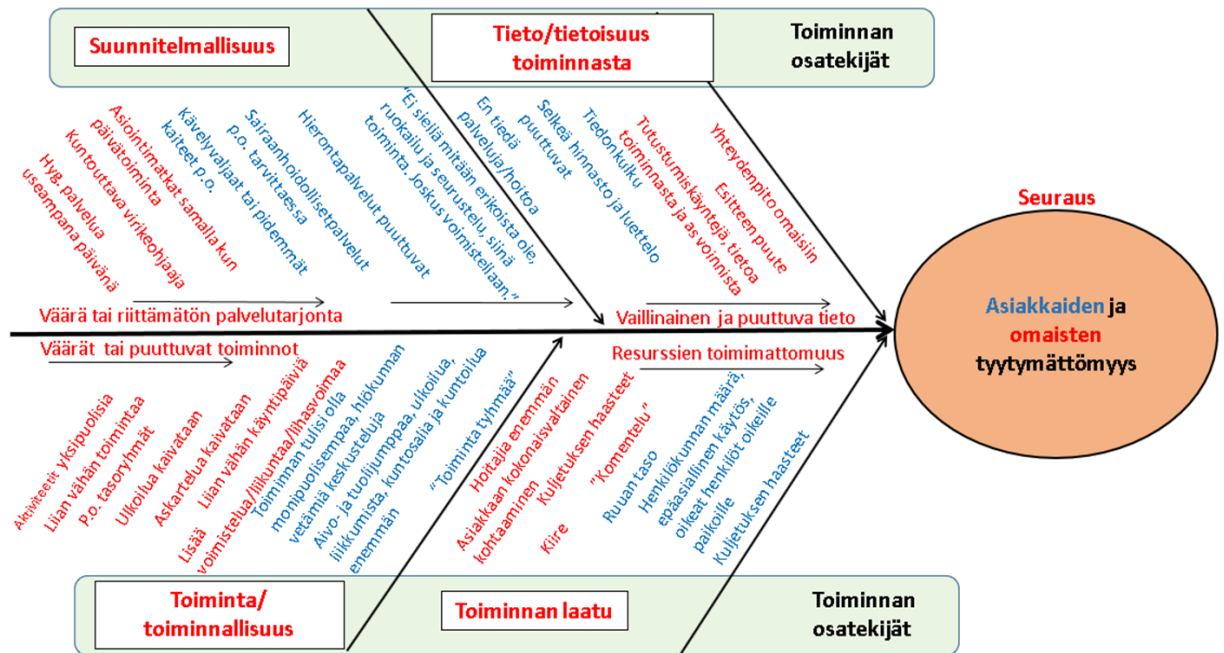 Suunnitelmallisuus
Tieto/tietoisuus
toiminnasta
Toiminnan
osatekijät
Hyg. palvelua
useampana päivänä
Kuntouttava virikeohjaaja
Asiointimatkat samalla kun
päivätoiminta
Kävelyvaljaat tai pidemmät
kaiteet p.o.
Sairaanhoidollisetpalvelut
p.o. tarvittaessa
Hierontapalvelut puuttuvat
"Ei siellä mitään erikoista ole,
ruokailu ja seurustelu, siinä
toiminta. Joskus voimistellaan."
En tiedä
palveluja/hoitoa
puuttuvat
Selkeä hinnasto ja luettelo
Tiedonkulku
Tutustumiskäyntejä, tietoa
toiminnasta ja as voinnista
Esitteen puute
Yhteydenpito omaisiin
Väärä tai riittämätön palvelutarjonta
Vaillinainen ja puuttuva tieto
Seuraus
Asiakkaiden ja
omaisten
tyytymättömyys
Väärät tai puuttuvat toiminnot
Resurssien toimimattomuus
Aktiviteetit yksipuolisia
Liian vähän toimintaa
P.o. tasoryhmät
Ulkoilua kaivataan
Askartelua kaivataan
Liian vähän käyntipäiviä
Lisää
voimistelua/liikuntaa/lihasvoimaa
Toiminnan tulisi olla
monipuolisempaa, hlökunnan
vetämiä keskusteluja
Aivo- ja tuolijumppaa, ulkoilua,
liikkumista, kuntosalia ja kuntoilua
enemmän
"Toiminta tyhmää"
Hoitajia enemmän
Asiakkaan kokonaisvaltainen
kohtaaminen
Kuljetuksen haasteet
Kiire
"Komentelu"
Ruuan taso
Henkilökunnan määrä,
epäasiallinen käytös,
oikeat henkilöt oikeille
paikoille
Kuljetuksen haasteet
Toiminta/
toiminnallisuus
Toiminnan laatu
Toiminnan
osatekijät